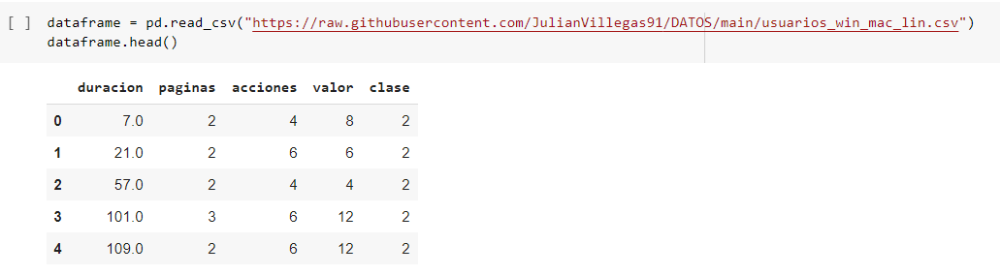 [ ] dataframe = pd.read_csv("https://raw.githubusercontent.com/JulianVillegas91/DATOS/main/usuarios_win_mac_lin.csv")
dataframe.head()
duracion paginas acciones valor clase
0 7.0 2 4 8 2
1 21.0 2 6 6 2
2 57.0 2 4 4 2
3 101.0 3 6 12 2
4 109.0 2 6 12 2